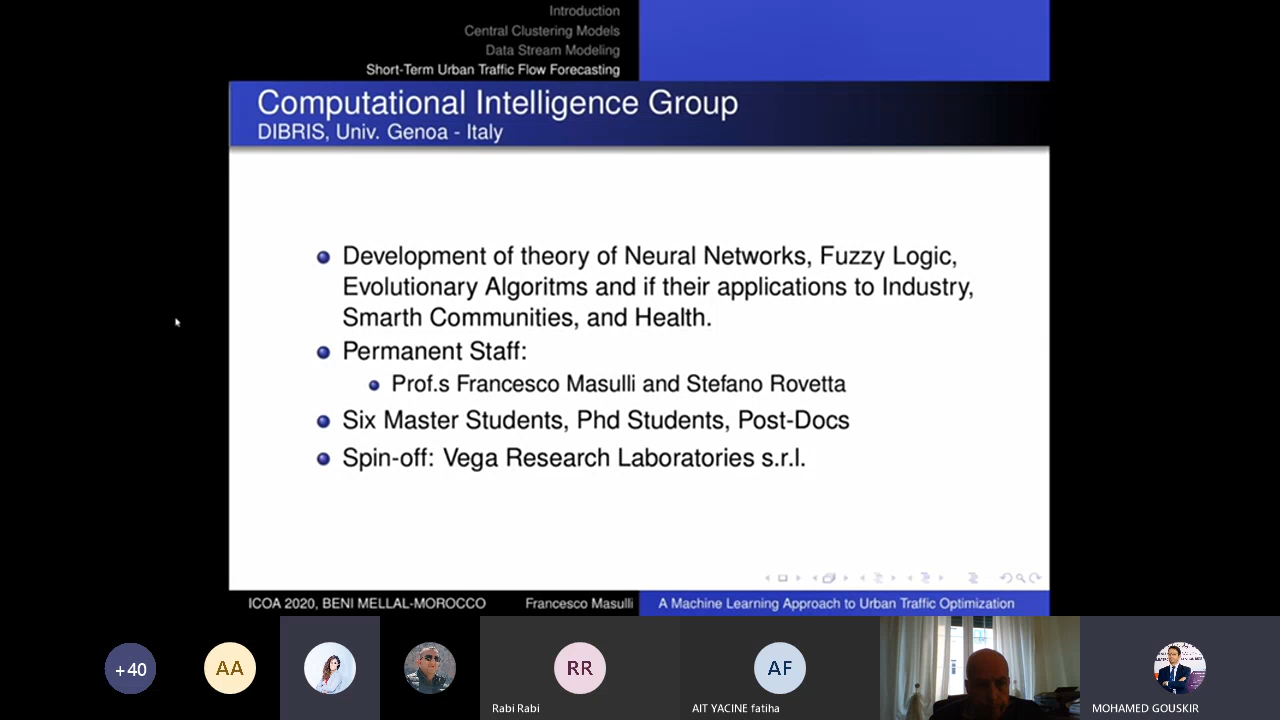 Introduction
Central Clustering Models
Data Stream Modeling
Short-Term Urban Traffic Flow Forecasting
Computational Intelligence Group
DIBRIS, Univ. Genoa - Italy
Development of theory of Neural Networks, Fuzzy Logic,
Evolutionary Algoritms and if their applications to Industry,
Smarth Communities, and Health.
Permanent Staff:
Prof.s Francesco Masulli and Stefano Rovetta
Six Master Students, Phd Students, Post-Docs
Spin-off: Vega Research Laboratories s.r.l.
ICOA 2020, BENI MELLAL-MOROCCO Francesco Masulli A Machine Learning Approach to Urban Traffic Optimization
+40 AA RR AF
Rabi Rabi AIT YACINE fatiha MOHAMED GOUSKIR